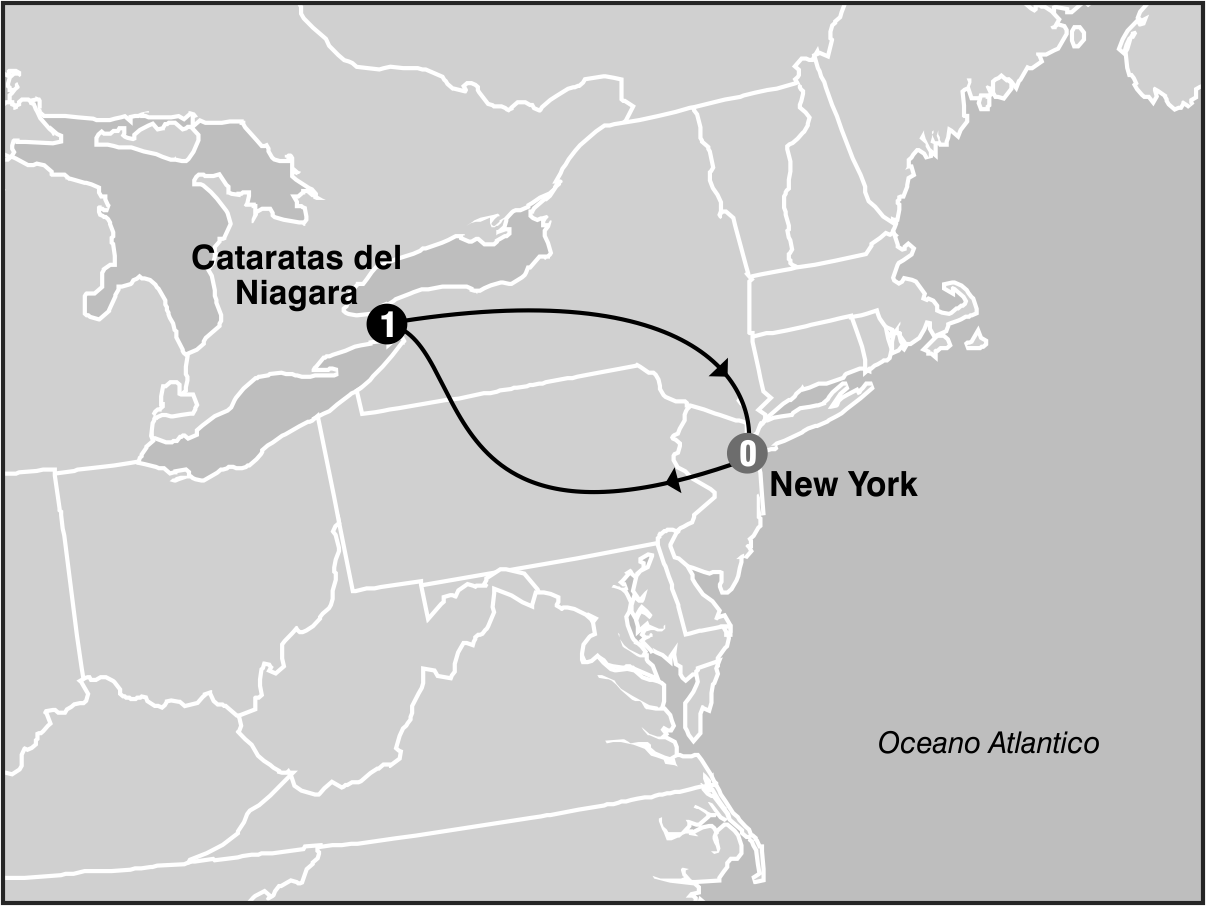 Cataratas del
Niagara
1
0
New York
Oceano Atlantico